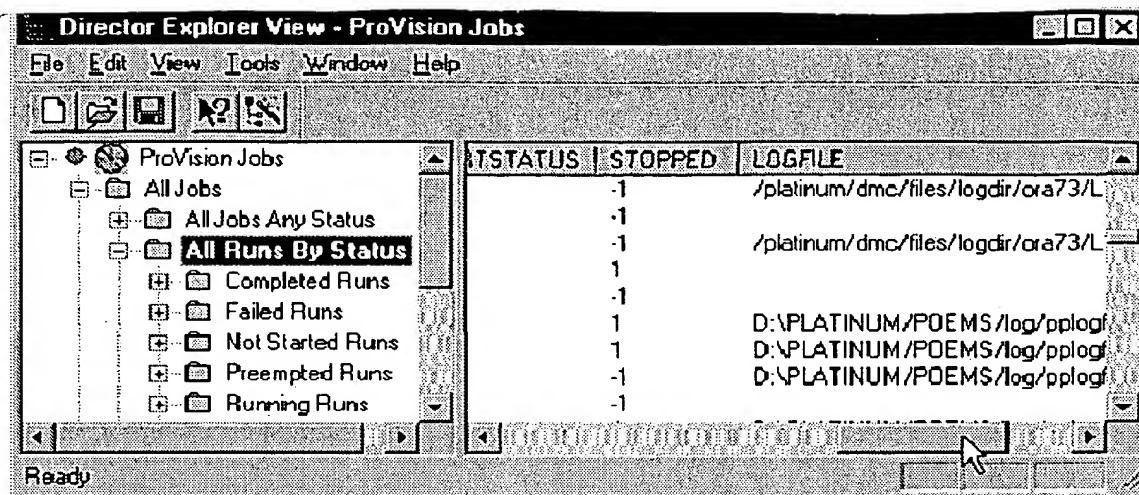 Director Explorer View - ProVision Jobs
File Edit View Tools Window Help
ProVision Jobs
All Jobs
All Jobs Any Status
All Runs By Status
Completed Runs
Failed Runs
Not Started Runs
Preempted Runs
Running Runs
TSTATUS STOPPED LOGFILE
-1 /platinum/dmc/files/logdir/ora73/L
-1
-1 /platinum/dmc/files/logdir/ora73/L
1
-1
1 D:\PLATINUM/POEMS/log/pplogf
1 D:\PLATINUM/POEMS/log/pplogf
-1 D:\PLATINUM/POEMS/log/pplogf
-1
Ready